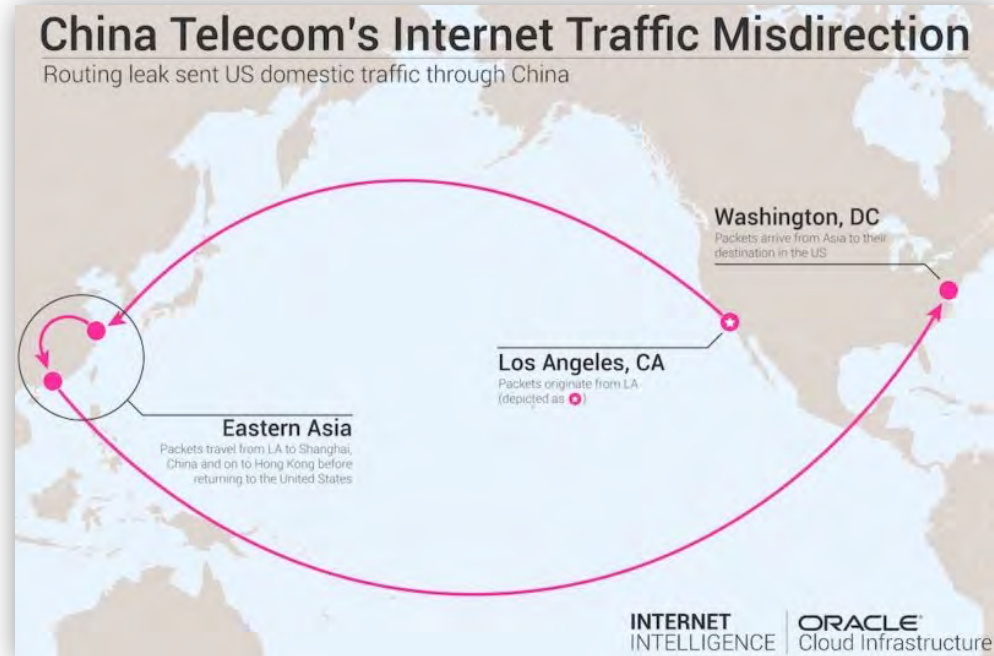 China Telecom's Internet Traffic Misdirection
Routing leak sent US domestic traffic through China
Washington, DC
Packets arrive from Asia to their
destination in the US
Los Angeles, CA
Packets originate from LA
(depicted as ✪)
Eastern Asia
Packets travel from LA to Shanghai,
China and on to Hong Kong before
returning to the United States
INTERNET
INTELLIGENCE
ORACLE
Cloud Infrastructure